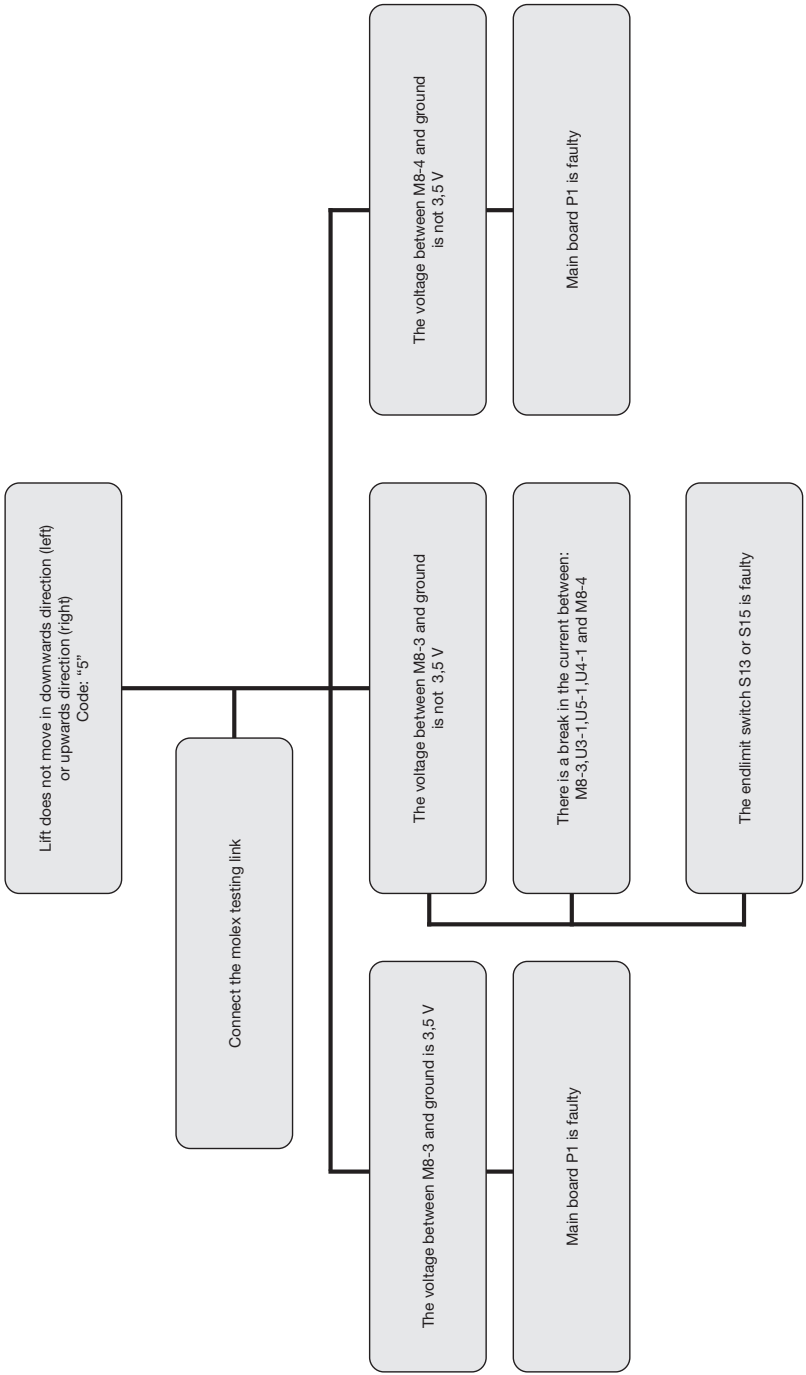 Lift does not move in downwards direction (left)
or upwards direction (right)
Code: “5”
Connect the molex testing link
The voltage between M8-3 and ground is 3,5 V
Main board P1 is faulty
The voltage between M8-3 and ground
is not 3,5 V
There is a break in the current between:
M8-3,U3-1,U5-1,U4-1 and M8-4
The endlimit switch S13 or S15 is faulty
The voltage between M8-4 and ground
is not 3,5 V
Main board P1 is faulty